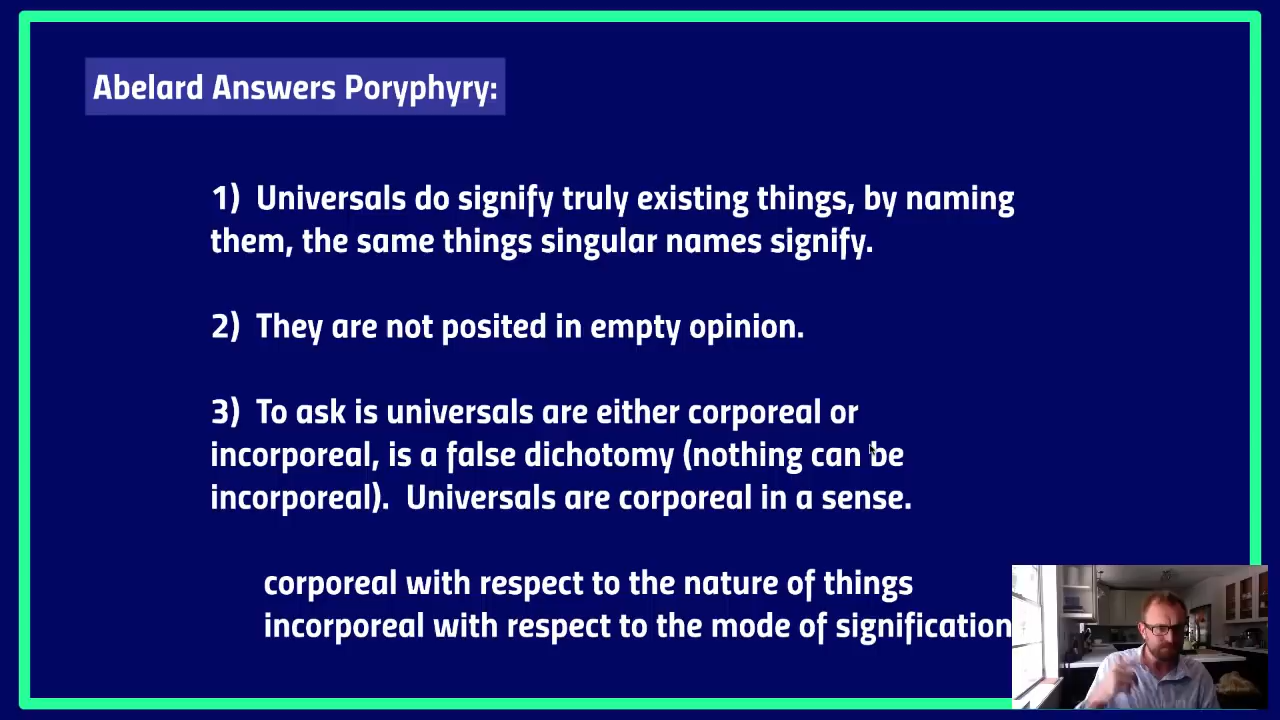 Abelard Answers Poryphyry:
1) Universals do signify truly existing things, by naming
them, the same things singular names signify.
2) They are not posited in empty opinion.
3) To ask is universals are either corporeal or
incorporeal, is a false dichotomy (nothing can be
incorporeal). Universals are corporeal in a sense.
corporeal with respect to the nature of things
incorporeal with respect to the mode of signification